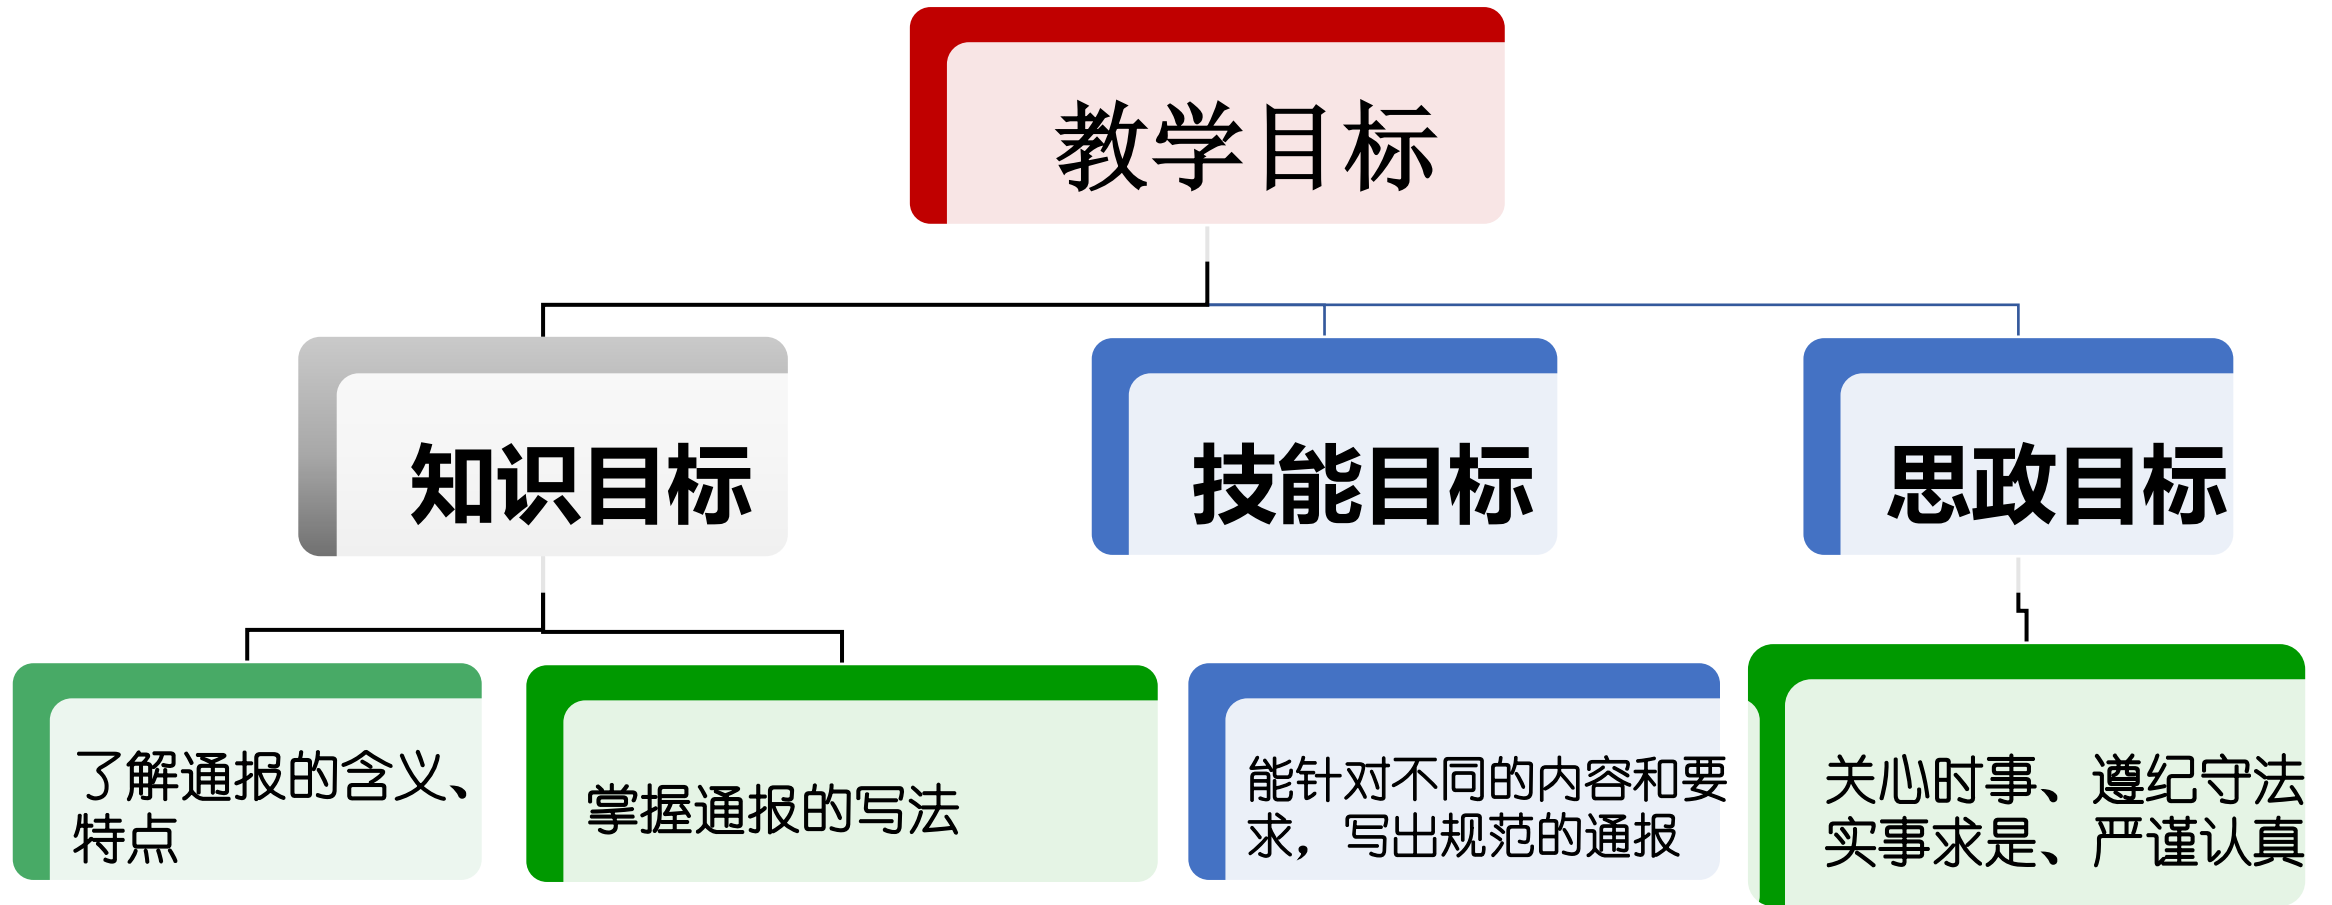 教学目标
知识目标
技能目标
思政目标
了解通报的含义、
特点
掌握通报的写法
能针对不同的内容和要
求，写出规范的通报
关心时事、遵纪守法
实事求是、严谨认真